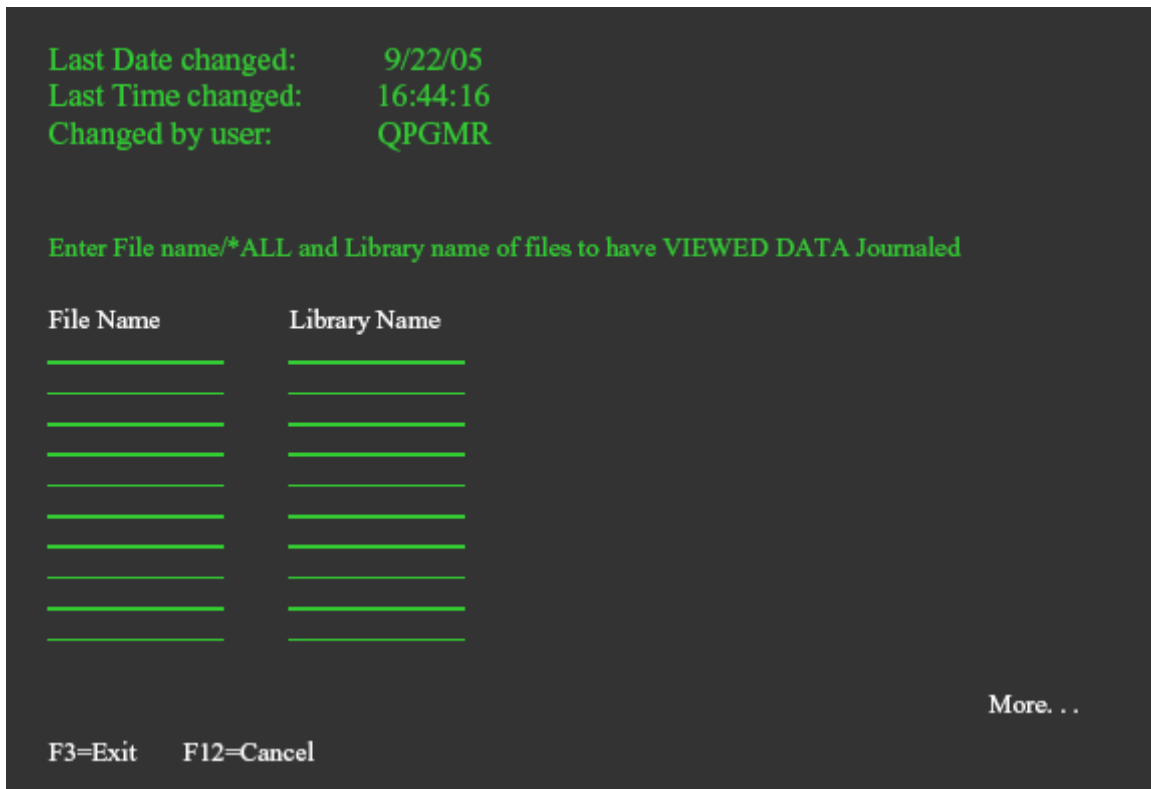 Last Date changed: 9/22/05
Last Time changed: 16:44:16
Changed by user: QPGMR
Enter File name/*ALL and Library name of files to have VIEWED DATA Journaled
File Name Library Name
More. . .
F3=Exit F12=Cancel